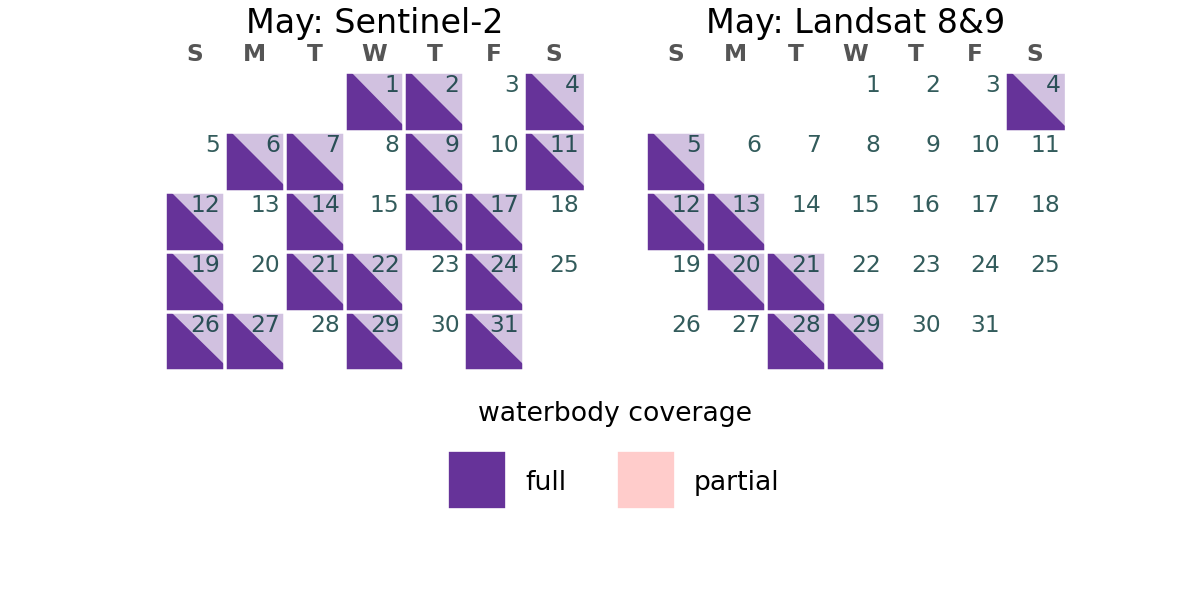 May: Sentinel-2
S M T W T F S
1 2 3 4
5 6 7 8 9 10 11
12 13 14 15 16 17 18
19 20 21 22 23 24 25
26 27 28 29 30 31
May: Landsat 8&9
S M T W T F S
1 2 3 4
5 6 7 8 9 10 11
12 13 14 15 16 17 18
19 20 21 22 23 24 25
26 27 28 29 30 31
waterbody coverage
full partial